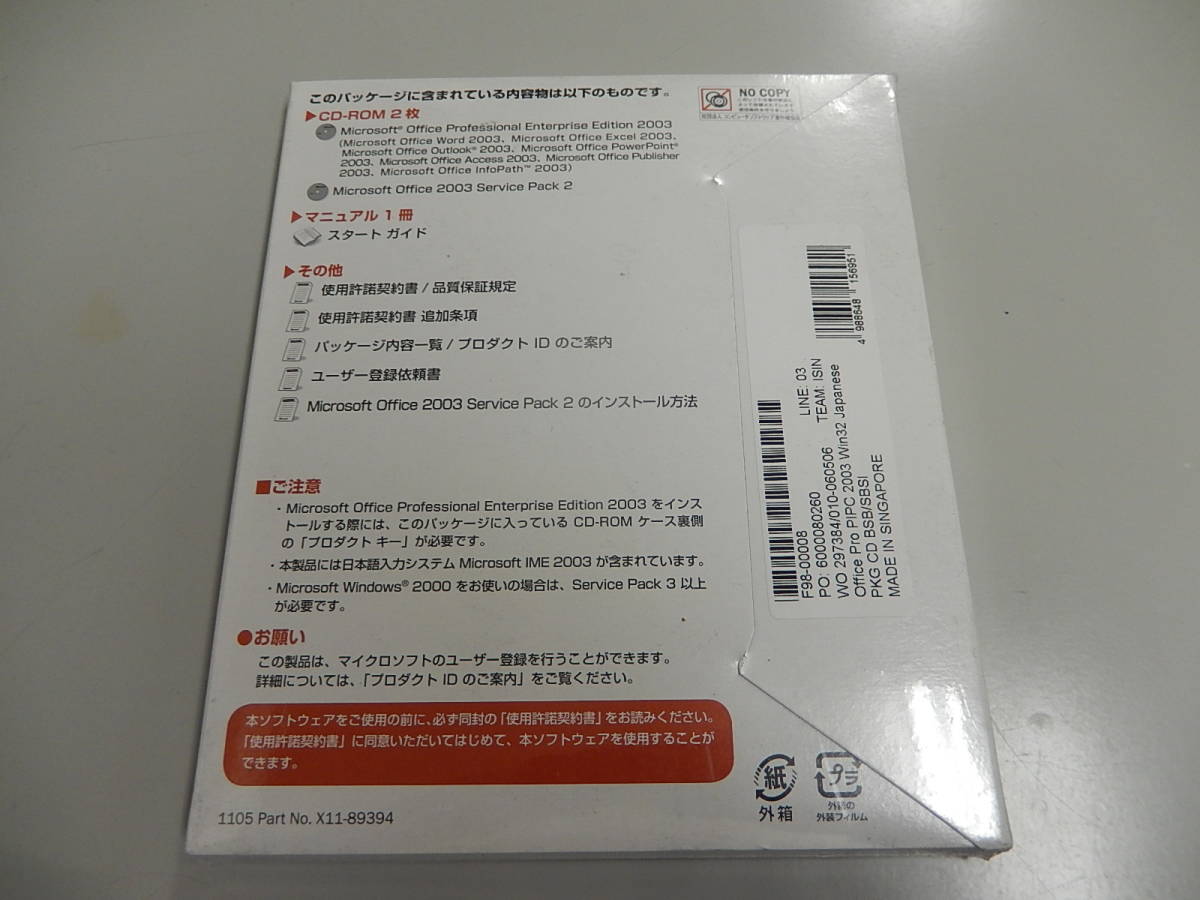 このパッケージに含まれている内容物は以下のものです。
▶CD-ROM 2 枚
Microsoft® Office Professional Enterprise Edition 2003
(Microsoft Office Word 2003、Microsoft Office Excel 2003、
Microsoft Office Outlook® 2003、Microsoft Office PowerPoint®
2003、Microsoft Office Access 2003、Microsoft Office Publisher
2003、Microsoft Office InfoPath™ 2003)
Microsoft Office 2003 Service Pack 2
▶マニュアル 1 冊
スタート ガイド
▶その他
使用許諾契約書 / 品質保証規定
使用許諾契約書 追加条項
パッケージ内容一覧 / プロダクト ID のご案内
ユーザー登録依頼書
Microsoft Office 2003 Service Pack 2 のインストール方法
■ご注意
・Microsoft Office Professional Enterprise Edition 2003 をインス
トールする際には、このパッケージに入っている CD-ROM ケース裏側
の「プロダクト キー」が必要です。
・本製品には日本語入力システム Microsoft IME 2003 が含まれています。
・Microsoft Windows® 2000 をお使いの場合は、Service Pack 3 以上
が必要です。
●お願い
この製品は、マイクロソフトのユーザー登録を行うことができます。
詳細については、「プロダクト ID のご案内」をご覧ください。
本ソフトウェアをご使用の前に、必ず同封の「使用許諾契約書」をお読みください。
「使用許諾契約書」に同意いただいてはじめて、本ソフトウェアを使用することが
できます。
1105 Part No. X11-89394
NO COPY
4 988648 156951
F98-00008 LINE: 03
PO: 6000080260 TEAM: ISIN
WO 297384/010-060506
Office Pro PIPC 2003 Win32 Japanese
PKG CD BSB/SBSI
MADE IN SINGAPORE
紙
外箱
プラ
外箱の
外装フィルム